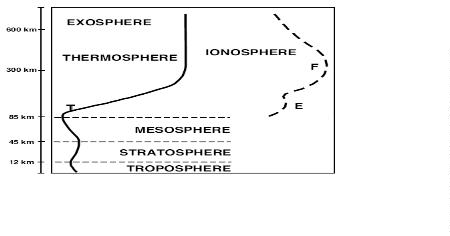 EXOSPHERE
600 km
IONOSPHERE
THERMOSPHERE
F
300 km
T
E
85 km
MESOSPHERE
45 km
STRATOSPHERE
12 km
TROPOSPHERE